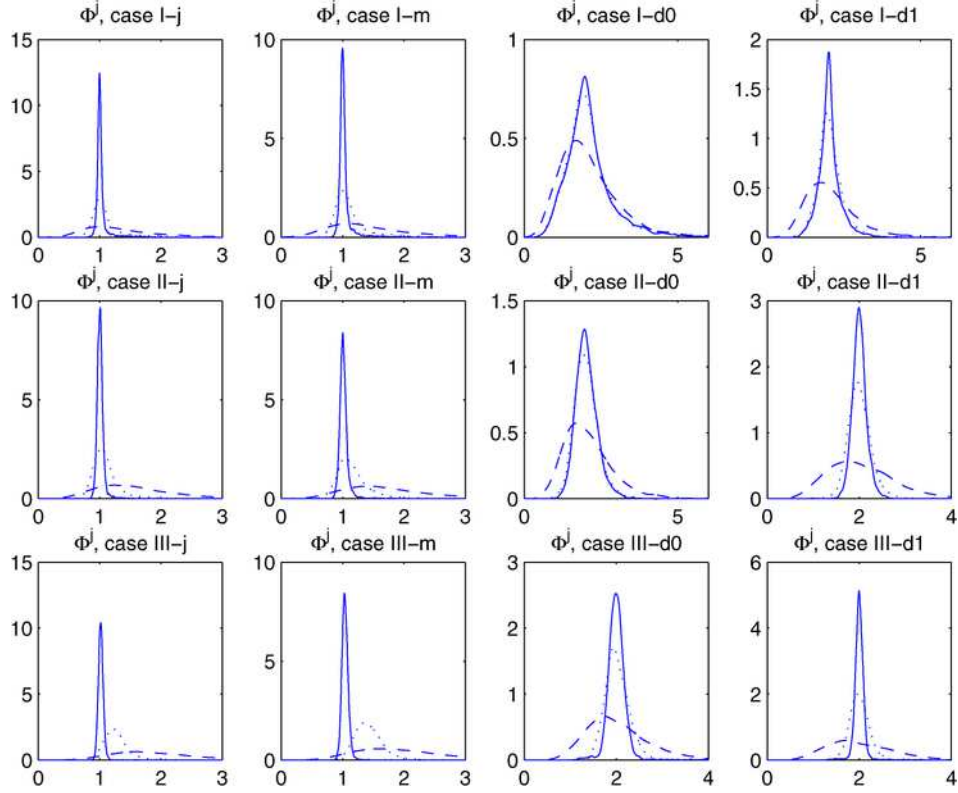 Φʲ, case I−j
Φʲ, case I−m
Φʲ, case I−d0
Φʲ, case I−d1
15
10
5
0
0 1 2 3
10
5
0
0 1 2 3
1
0.5
0
0 5
2
1.5
1
0.5
0
0 5
Φʲ, case II−j
Φʲ, case II−m
Φʲ, case II−d0
Φʲ, case II−d1
10
5
0
0 1 2 3
10
5
0
0 1 2 3
1.5
1
0.5
0
0 5
3
2
1
0
0 2 4
Φʲ, case III−j
Φʲ, case III−m
Φʲ, case III−d0
Φʲ, case III−d1
15
10
5
0
0 1 2 3
10
5
0
0 1 2 3
3
2
1
0
0 2 4
6
4
2
0
0 2 4